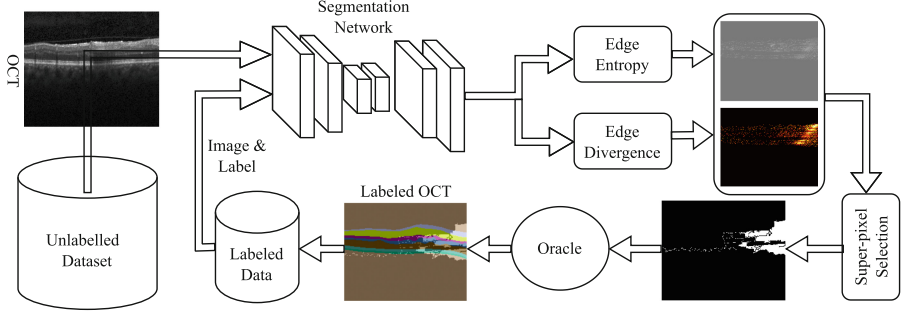 Segmentation
Network
OCT
Edge
Entropy
Edge
Divergence
Image &
Label
Labeled OCT
Unlabelled
Dataset
Labeled
Data
Oracle
Super-pixel
Selection